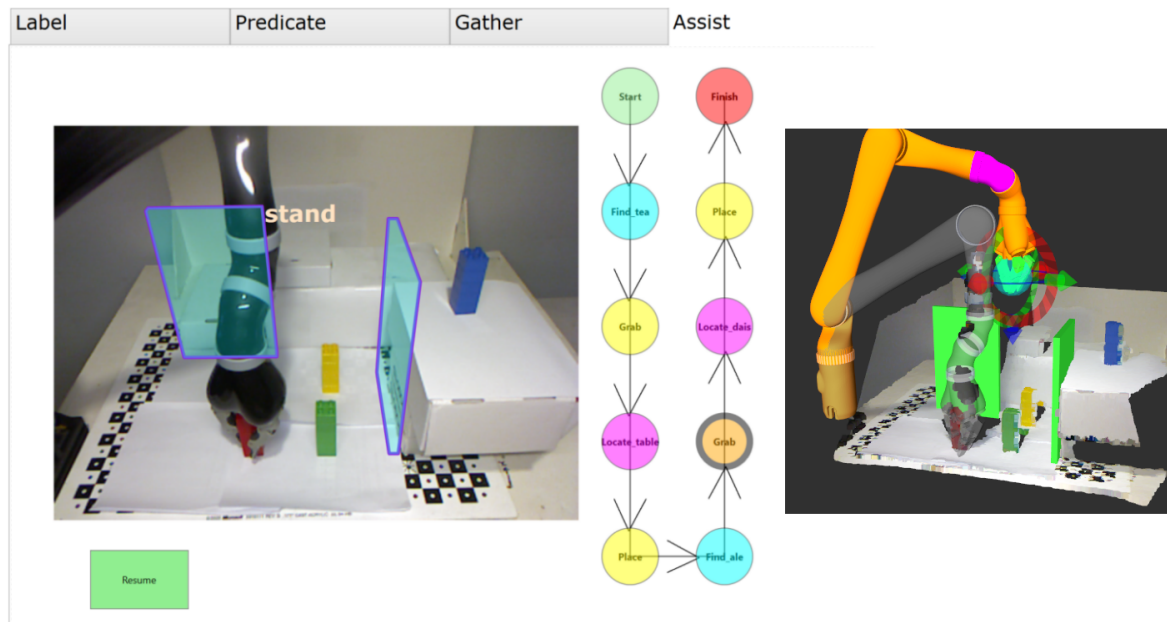 Label
Predicate
Gather
Assist
stand
Start
Find_tea
Grab
Locate_table
Place
Find_ale
Grab
Locate_dais
Place
Finish
Resume